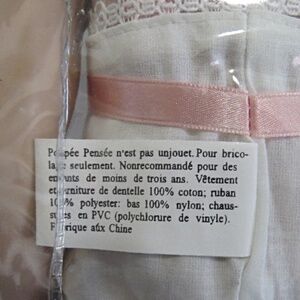 Poupée Pensée n'est pas unjouet. Pour brico-
lage seulement. Nonrecommandé pour des
enfants de moins de trois ans. Vêtement
et garniture de dentelle 100% coton; ruban
100% polyester: bas 100% nylon; chaus-
sures en PVC (polychlorure de vinyle).
Fabrique aûx Chine